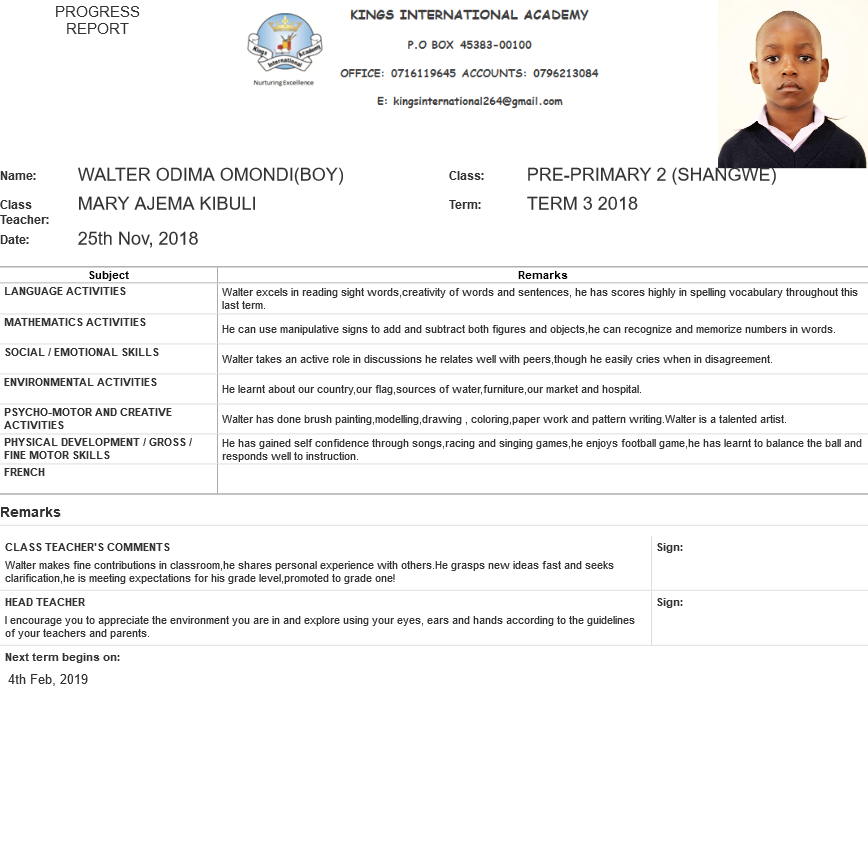 PROGRESS
REPORT
Kings International Academy
Nurturing Excellence
KINGS INTERNATIONAL ACADEMY
P.O BOX 45383-00100
OFFICE: 0716119645 ACCOUNTS: 0796213084
E: kingsinternational264@gmail.com
Name: WALTER ODIMA OMONDI(BOY) Class: PRE-PRIMARY 2 (SHANGWE)
Class Teacher: MARY AJEMA KIBULI Term: TERM 3 2018
Date: 25th Nov, 2018
Subject Remarks
LANGUAGE ACTIVITIES
Walter excels in reading sight words,creativity of words and sentences, he has scores highly in spelling vocabulary throughout this
last term.
MATHEMATICS ACTIVITIES
He can use manipulative signs to add and subtract both figures and objects,he can recognize and memorize numbers in words.
SOCIAL / EMOTIONAL SKILLS
Walter takes an active role in discussions he relates well with peers,though he easily cries when in disagreement.
ENVIRONMENTAL ACTIVITIES
He learnt about our country,our flag,sources of water,furniture,our market and hospital.
PSYCHO-MOTOR AND CREATIVE
ACTIVITIES
Walter has done brush painting,modelling,drawing , coloring,paper work and pattern writing.Walter is a talented artist.
PHYSICAL DEVELOPMENT / GROSS /
FINE MOTOR SKILLS
He has gained self confidence through songs,racing and singing games,he enjoys football game,he has learnt to balance the ball and
responds well to instruction.
FRENCH
Remarks
CLASS TEACHER'S COMMENTS
Walter makes fine contributions in classroom,he shares personal experience with others.He grasps new ideas fast and seeks
clarification,he is meeting expectations for his grade level,promoted to grade one!
Sign:
HEAD TEACHER
I encourage you to appreciate the environment you are in and explore using your eyes, ears and hands according to the guidelines
of your teachers and parents.
Sign:
Next term begins on:
4th Feb, 2019